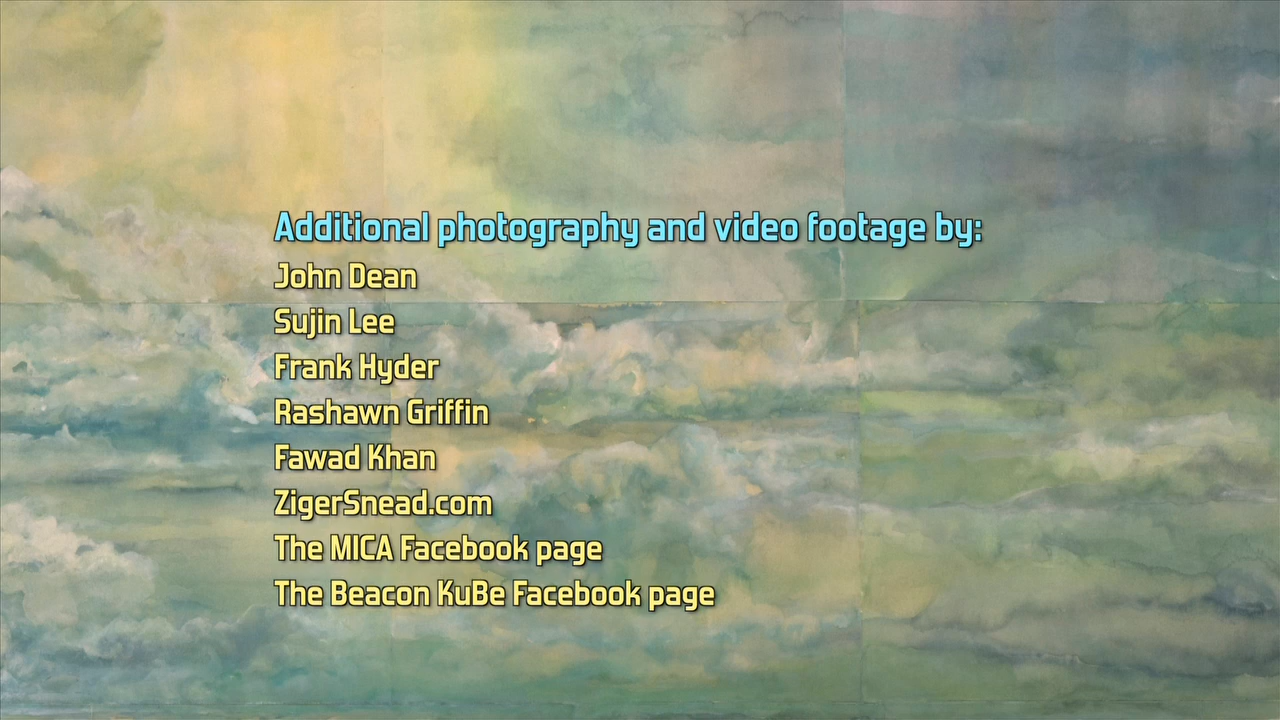 Additional photography and video footage by:
John Dean
Sujin Lee
Frank Hyder
Rashawn Griffin
Fawad Khan
ZigerSnead.com
The MICA Facebook page
The Beacon KuBe Facebook page